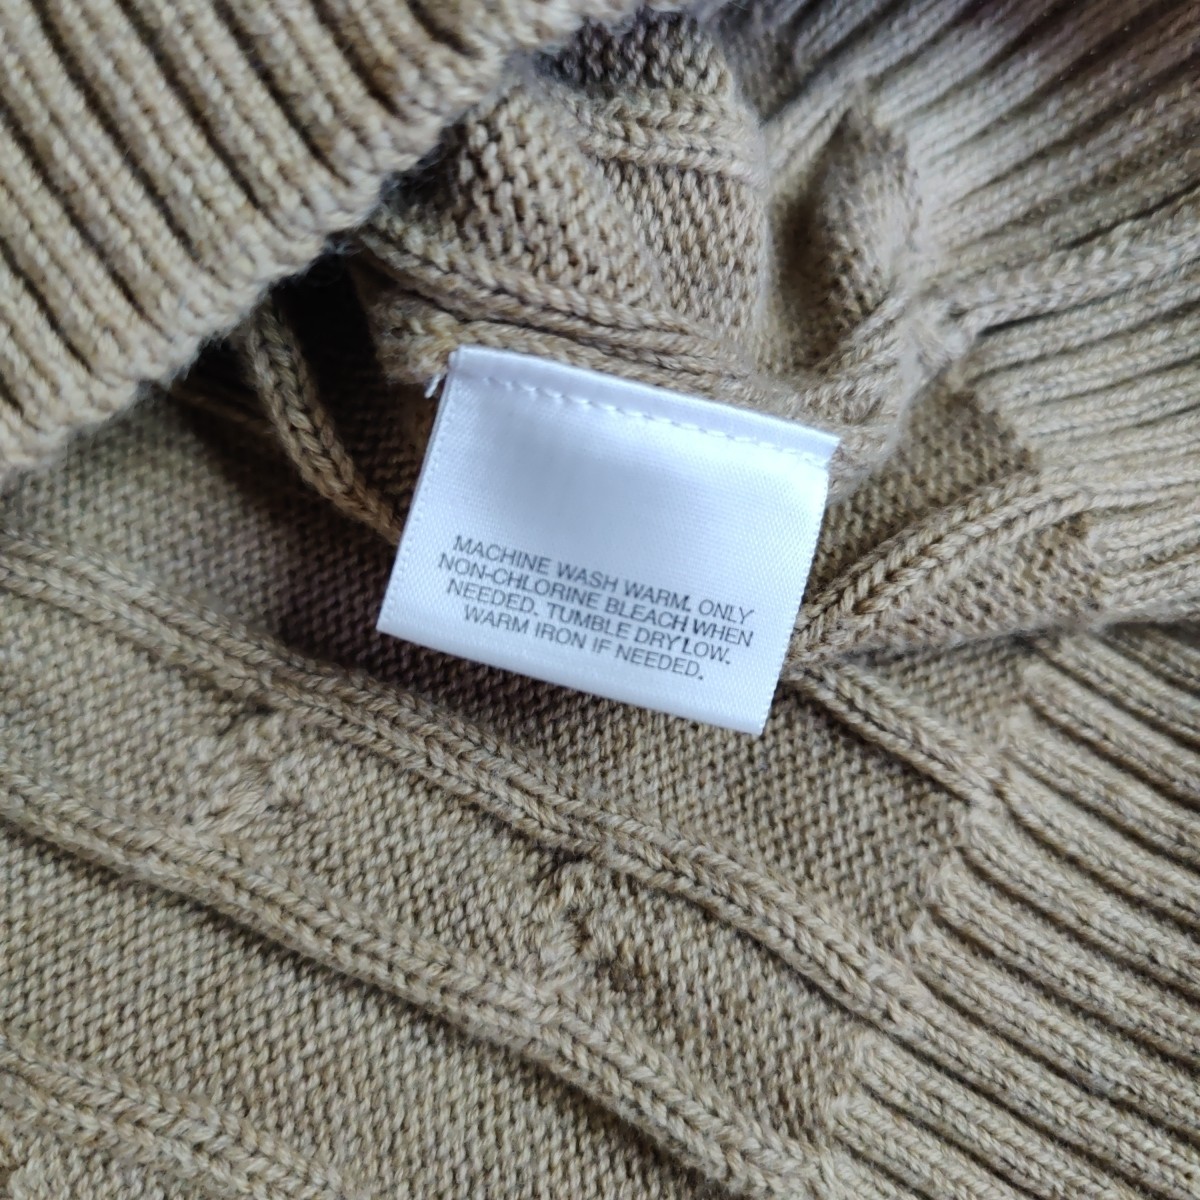 MACHINE WASH WARM. ONLY
NON-CHLORINE BLEACH WHEN
NEEDED. TUMBLE DRY LOW.
WARM IRON IF NEEDED.